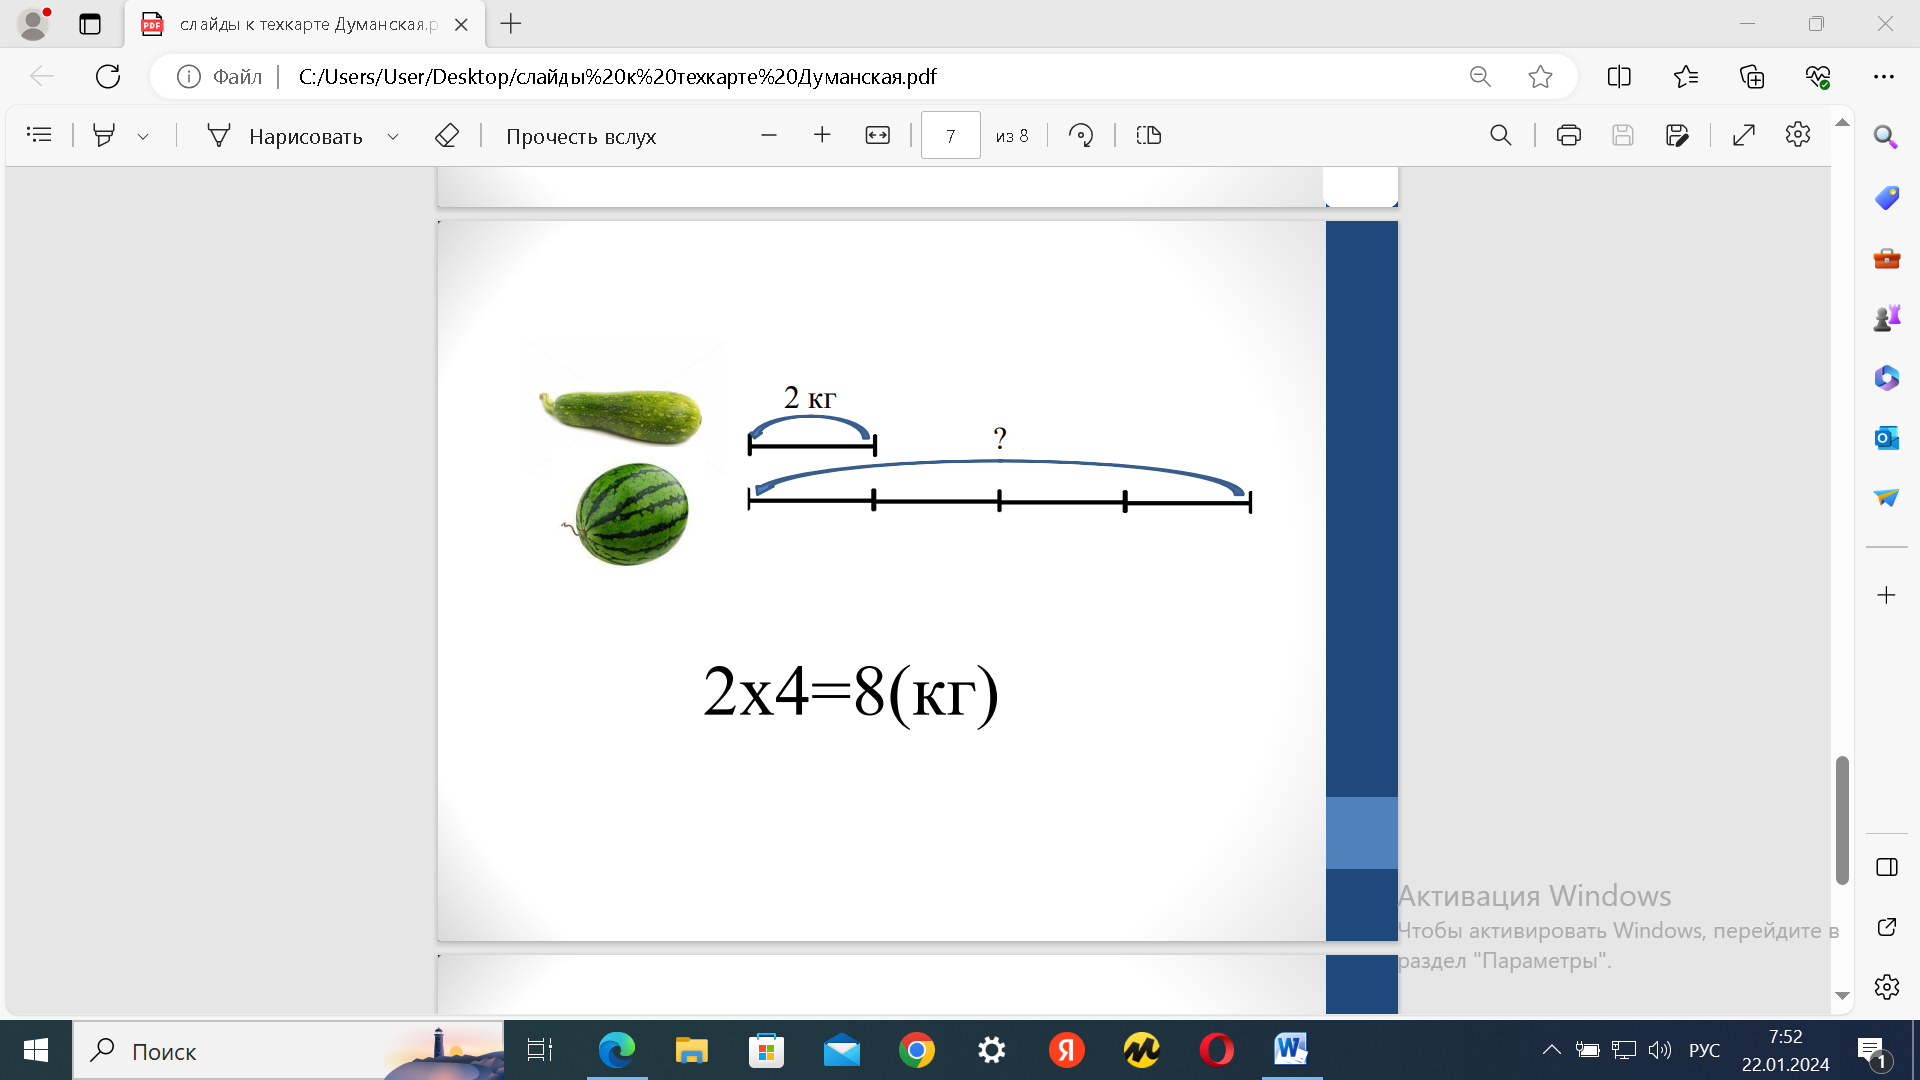 слайды к техкарте Думанская.p
Файл
C:/Users/User/Desktop/слайды%20к%20техкарте%20Думанская.pdf
Нарисовать
Прочесть вслух
7
из 8
2 кг
?
2х4=8(кг)
Активация Windows
Чтобы активировать Windows, перейдите в
раздел "Параметры".
Поиск
РУС
7:52
22.01.2024
1